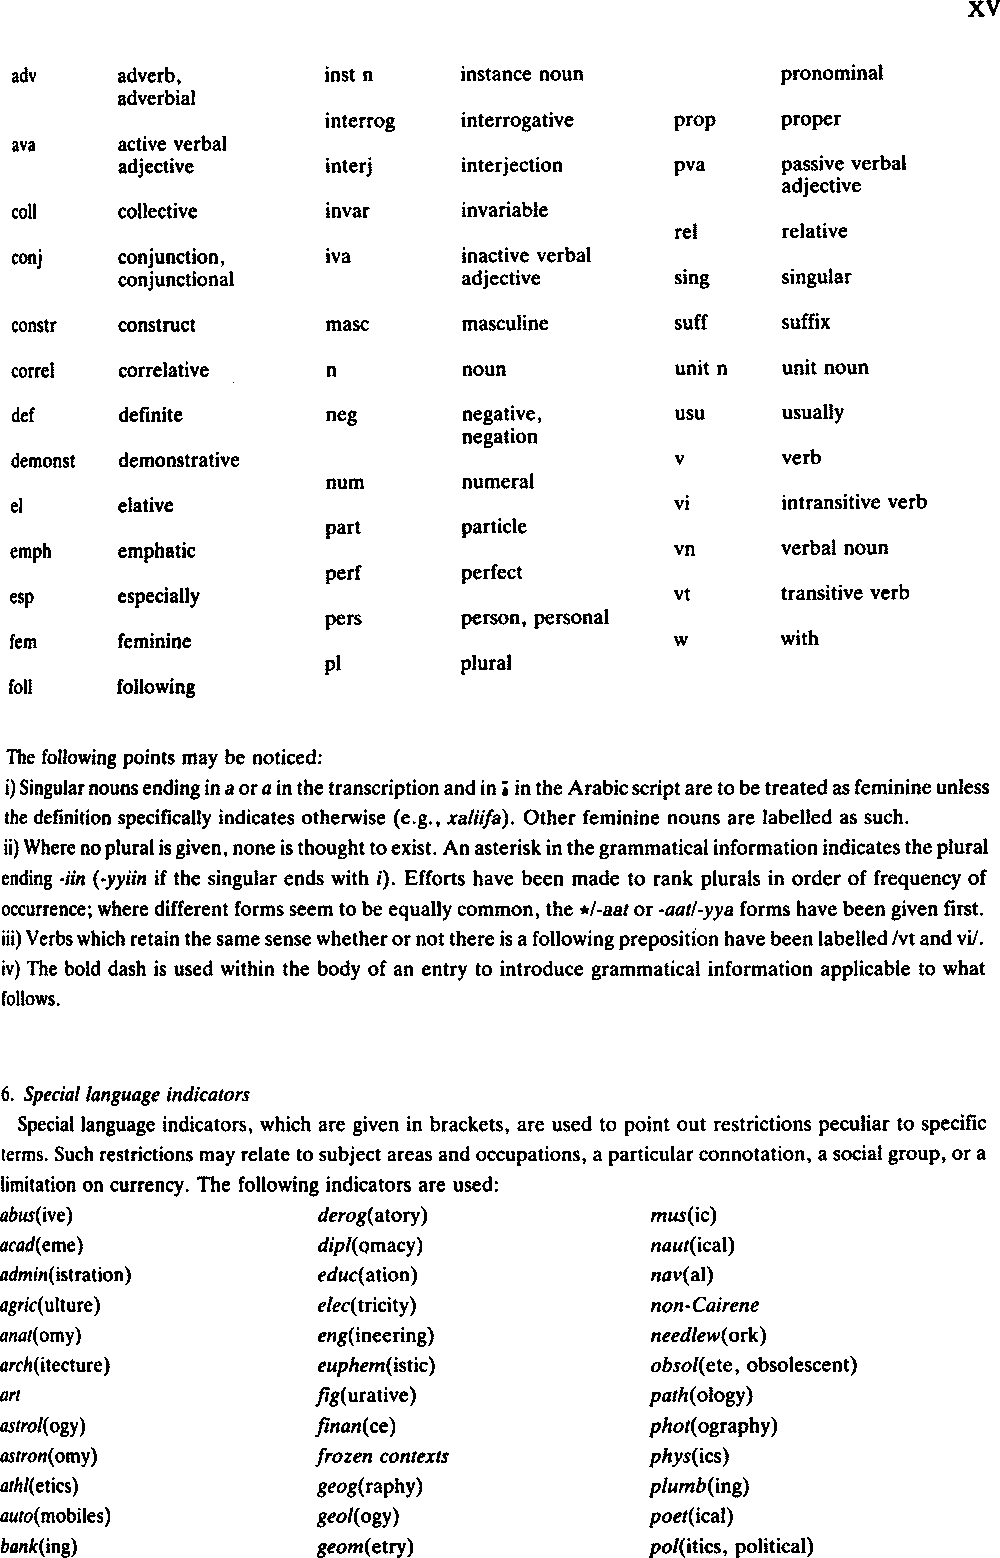 XV
adv adverb,
adverbial
ava active verbal
adjective
coll collective
conj conjunction,
conjunctional
constr construct
correl correlative
def definite
demonst demonstrative
el elative
emph emphatic
esp especially
fem feminine
foll following
inst n instance noun
interrog interrogative
interj interjection
invar invariable
iva inactive verbal
adjective
masc masculine
n noun
neg negative,
negation
num numeral
part particle
perf perfect
pers person, personal
pl plural
pronominal
prop proper
pva passive verbal
adjective
rel relative
sing singular
suff suffix
unit n unit noun
usu usually
v verb
vi intransitive verb
vn verbal noun
vt transitive verb
w with
The following points may be noticed:
i) Singular nouns ending in a or a in the transcription and in ة in the Arabic script are to be treated as feminine unless
the definition specifically indicates otherwise (e.g., xaliifa). Other feminine nouns are labelled as such.
ii) Where no plural is given, none is thought to exist. An asterisk in the grammatical information indicates the plural
ending -iin (-yyiin if the singular ends with i). Efforts have been made to rank plurals in order of frequency of
occurrence; where different forms seem to be equally common, the */-aat or -aat/-yya forms have been given first.
iii) Verbs which retain the same sense whether or not there is a following preposition have been labelled /vt and vi/.
iv) The bold dash is used within the body of an entry to introduce grammatical information applicable to what
follows.
6. Special language indicators
Special language indicators, which are given in brackets, are used to point out restrictions peculiar to specific
terms. Such restrictions may relate to subject areas and occupations, a particular connotation, a social group, or a
limitation on currency. The following indicators are used:
abus(ive)
acad(eme)
admin(istration)
agric(ulture)
anat(omy)
arch(itecture)
art
astrol(ogy)
astron(omy)
athl(etics)
auto(mobiles)
bank(ing)
derog(atory)
dipl(omacy)
educ(ation)
elec(tricity)
eng(ineering)
euphem(istic)
fig(urative)
finan(ce)
frozen contexts
geog(raphy)
geol(ogy)
geom(etry)
mus(ic)
naut(ical)
nav(al)
non-Cairene
needlew(ork)
obsol(ete, obsolescent)
path(ology)
phot(ography)
phys(ics)
plumb(ing)
poet(ical)
pol(itics, political)